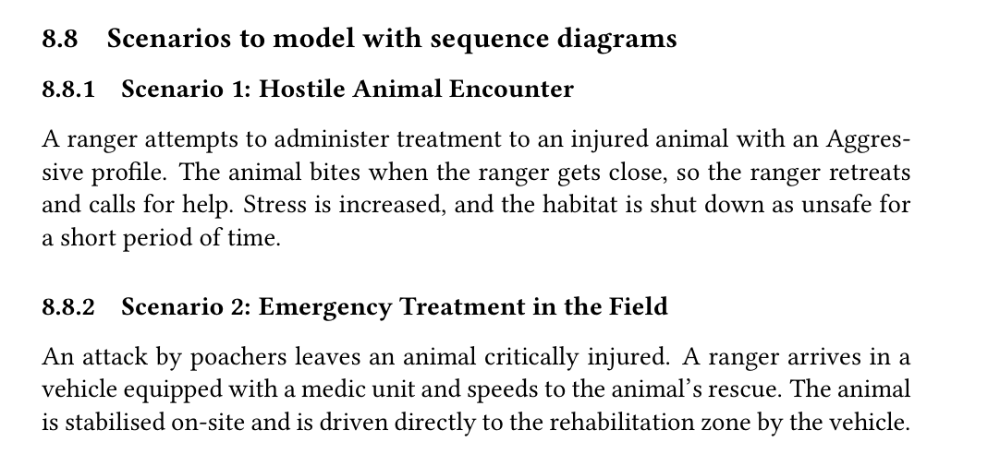 8.8 Scenarios to model with sequence diagrams
8.8.1 Scenario 1: Hostile Animal Encounter
A ranger attempts to administer treatment to an injured animal with an Aggres-
sive profile. The animal bites when the ranger gets close, so the ranger retreats
and calls for help. Stress is increased, and the habitat is shut down as unsafe for
a short period of time.
8.8.2 Scenario 2: Emergency Treatment in the Field
An attack by poachers leaves an animal critically injured. A ranger arrives in a
vehicle equipped with a medic unit and speeds to the animal’s rescue. The animal
is stabilised on-site and is driven directly to the rehabilitation zone by the vehicle.